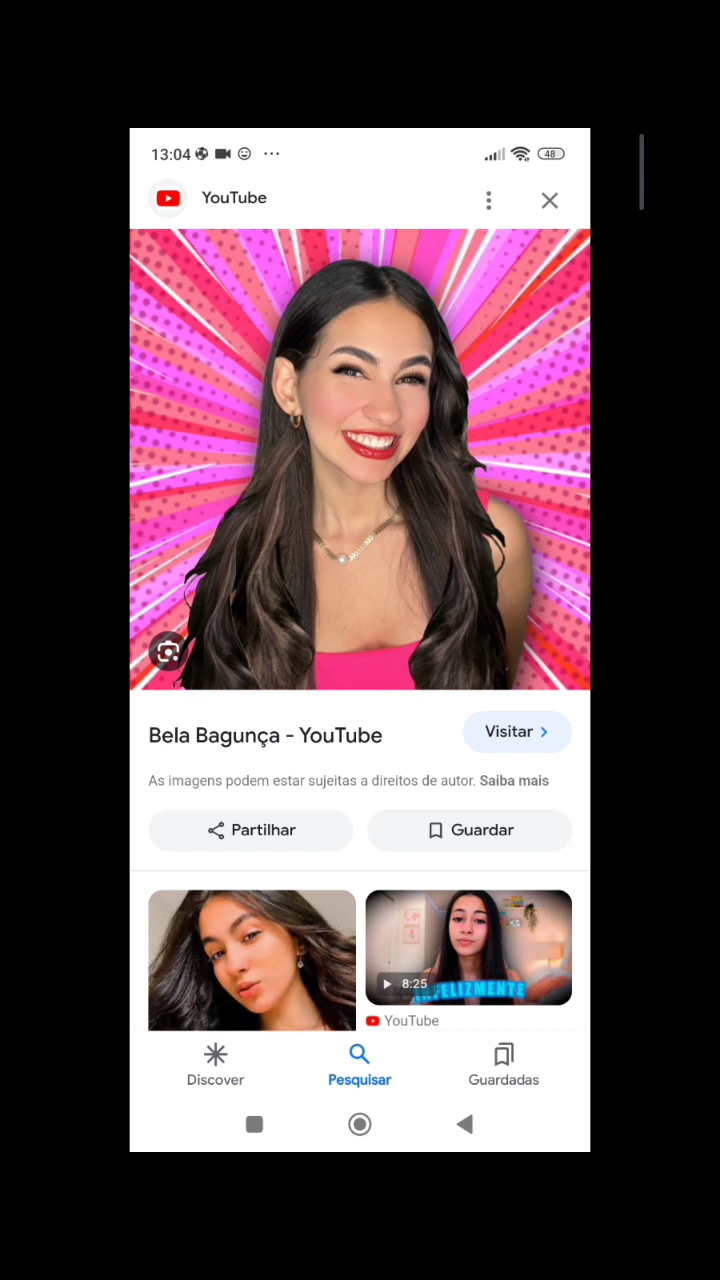 13:04
48
YouTube
Bela Bagunça - YouTube
Visitar
As imagens podem estar sujeitas a direitos de autor. Saiba mais
Partilhar
Guardar
8:25
INFELIZMENTE
YouTube
Discover
Pesquisar
Guardadas